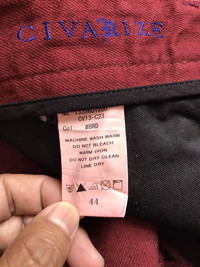 CIVARIZE
CV13-C23
Col. #BRD
MACHINE WASH WARM
DO NOT BLEACH
WARM IRON
DO NOT DRY CLEAN
LINE DRY
44